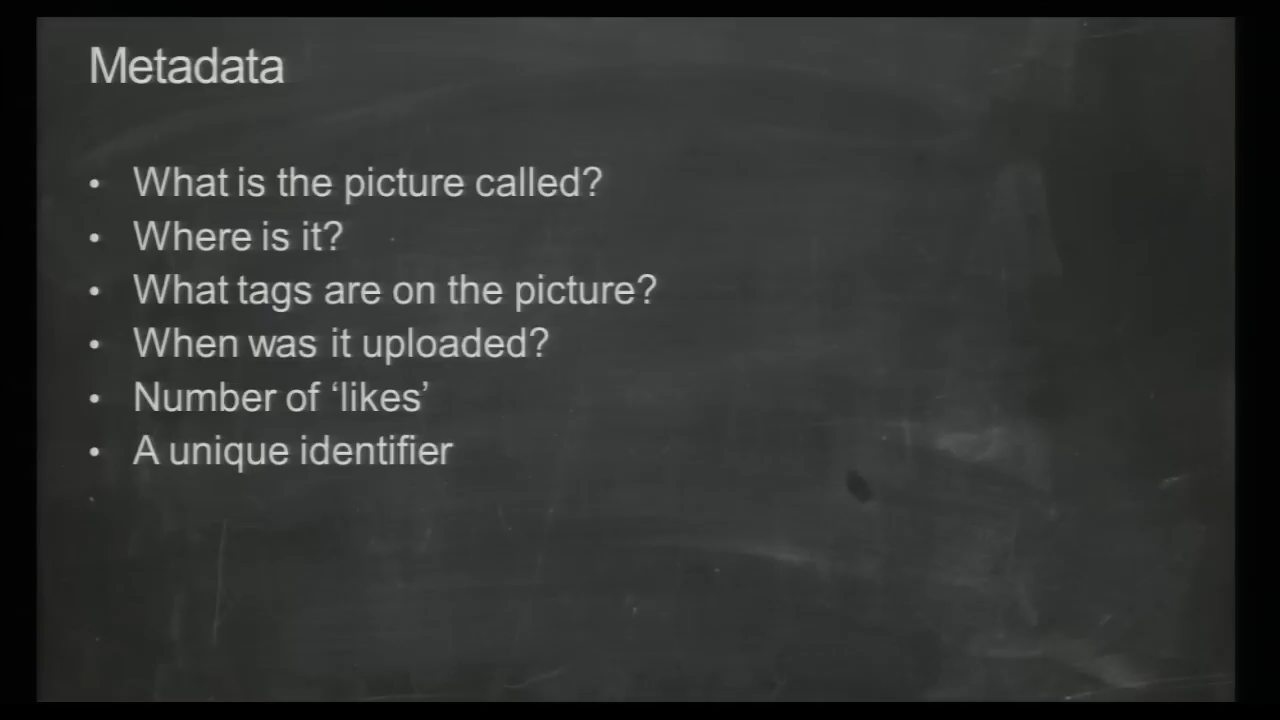 Metadata
• What is the picture called?
• Where is it?
• What tags are on the picture?
• When was it uploaded?
• Number of ‘likes’
• A unique identifier